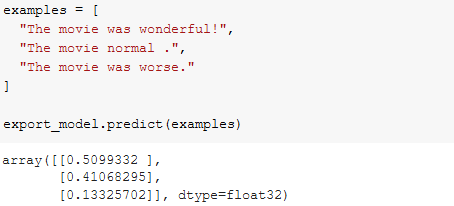 examples = [
  "The movie was wonderful!",
  "The movie normal .",
  "The movie was worse."
]
export_model.predict(examples)
array([[0.5099332 ],
       [0.41068295],
       [0.13325702]], dtype=float32)